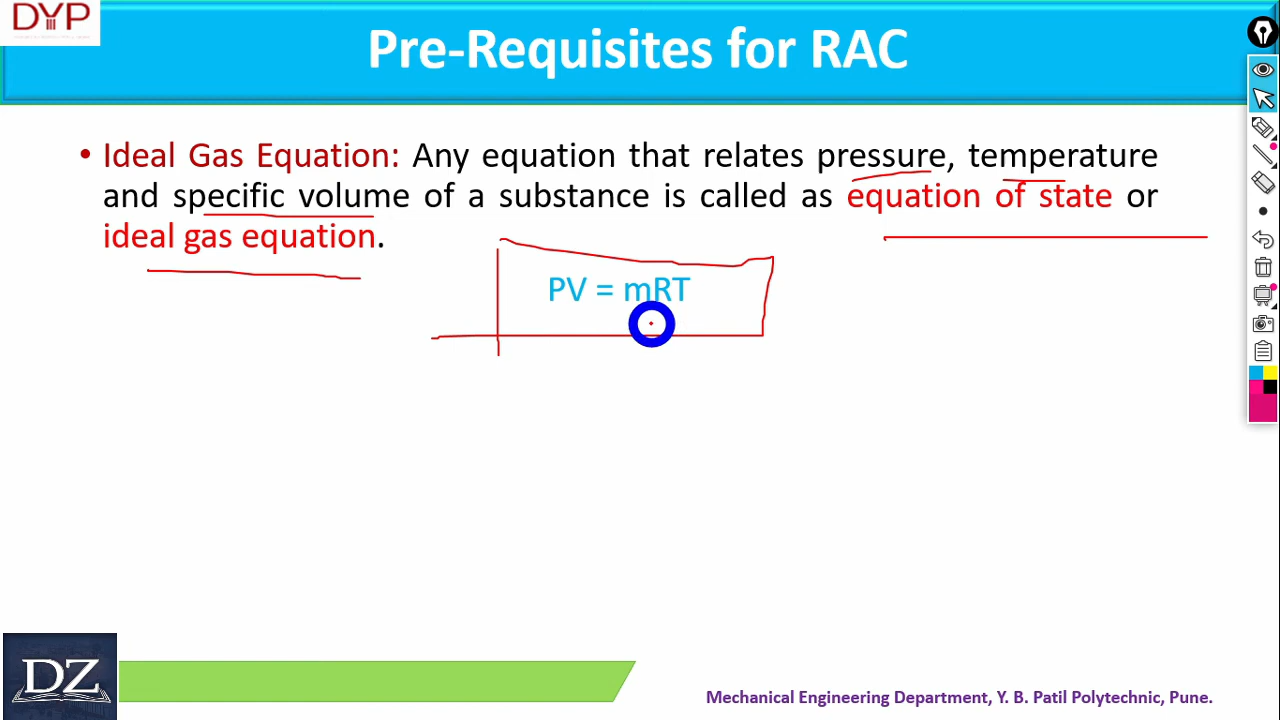 DYP
Pre-Requisites for RAC
• Ideal Gas Equation: Any equation that relates pressure, temperature
and specific volume of a substance is called as equation of state or
ideal gas equation.
PV = mRT
DZ
Mechanical Engineering Department, Y. B. Patil Polytechnic, Pune.